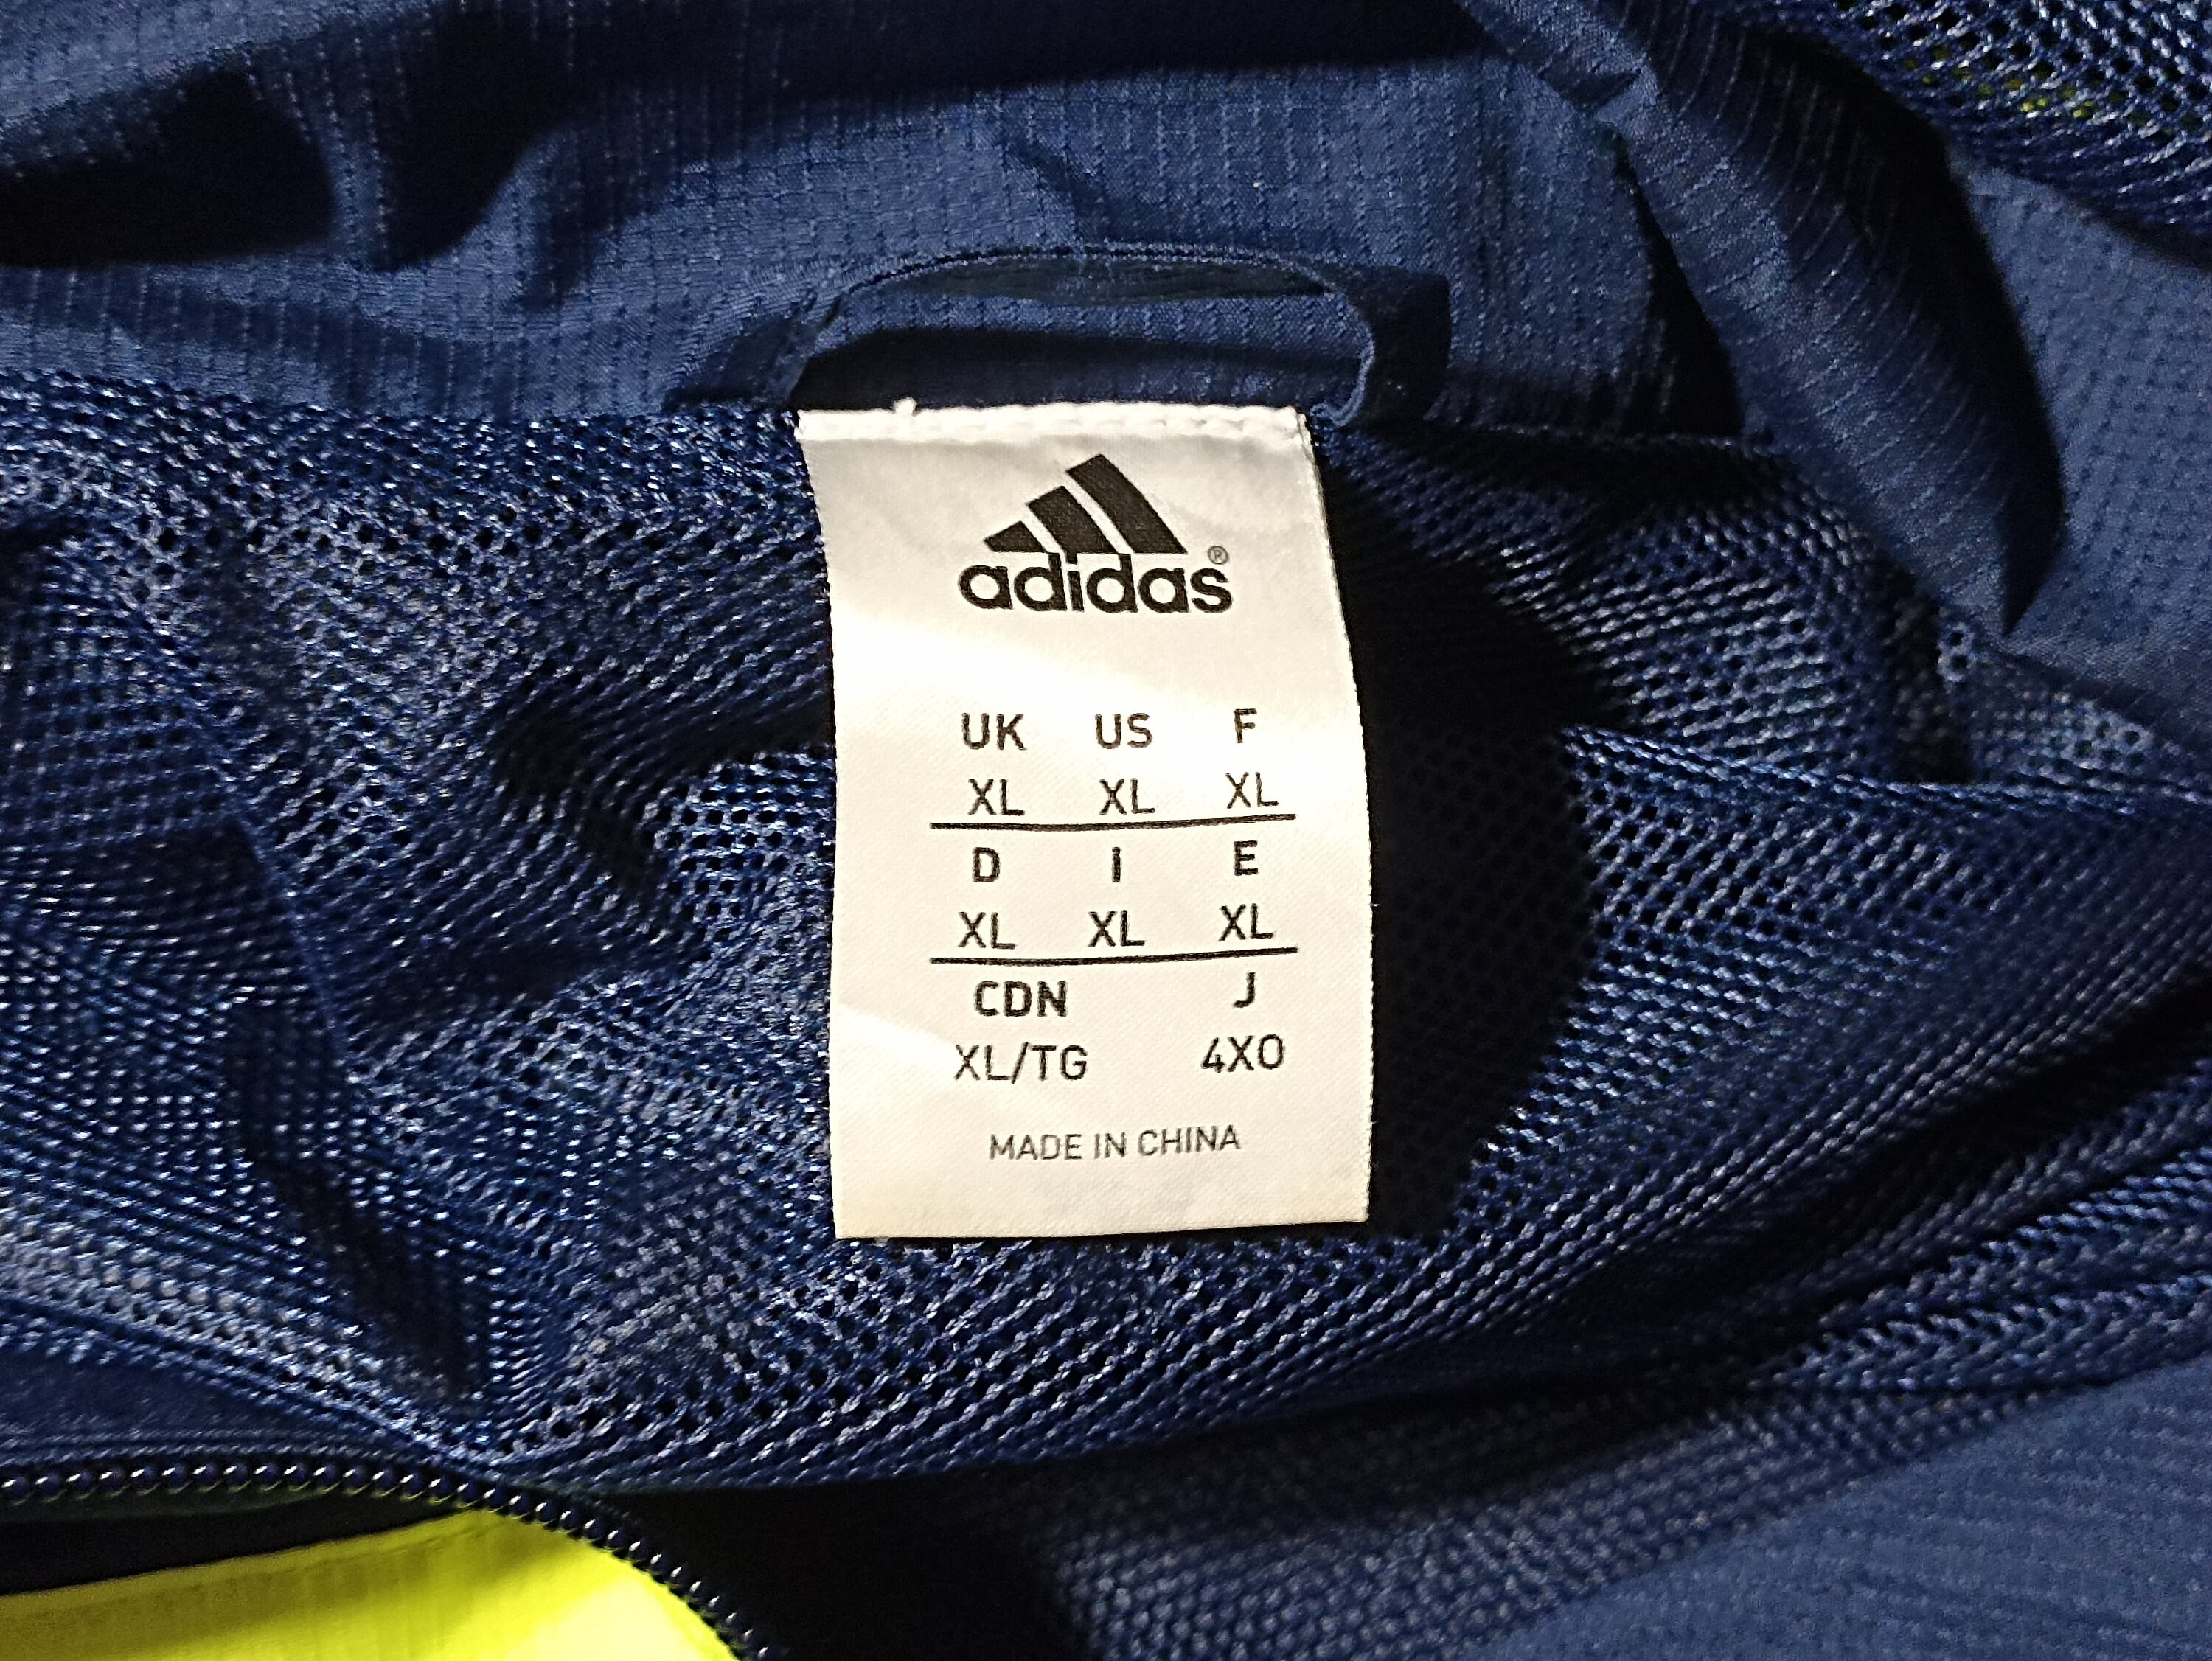 adidas®
UK US F
XL XL XL
D I E
XL XL XL
CDN J
XL/TG 4XO
MADE IN CHINA